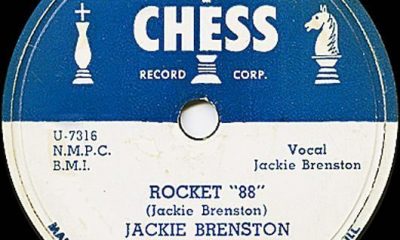 CHESS
RECORD CORP.
U-7316
N.M.P.C.
B.M.I.
Vocal
Jackie Brenston
ROCKET "88"
(Jackie Brenston)
JACKIE BRENSTON